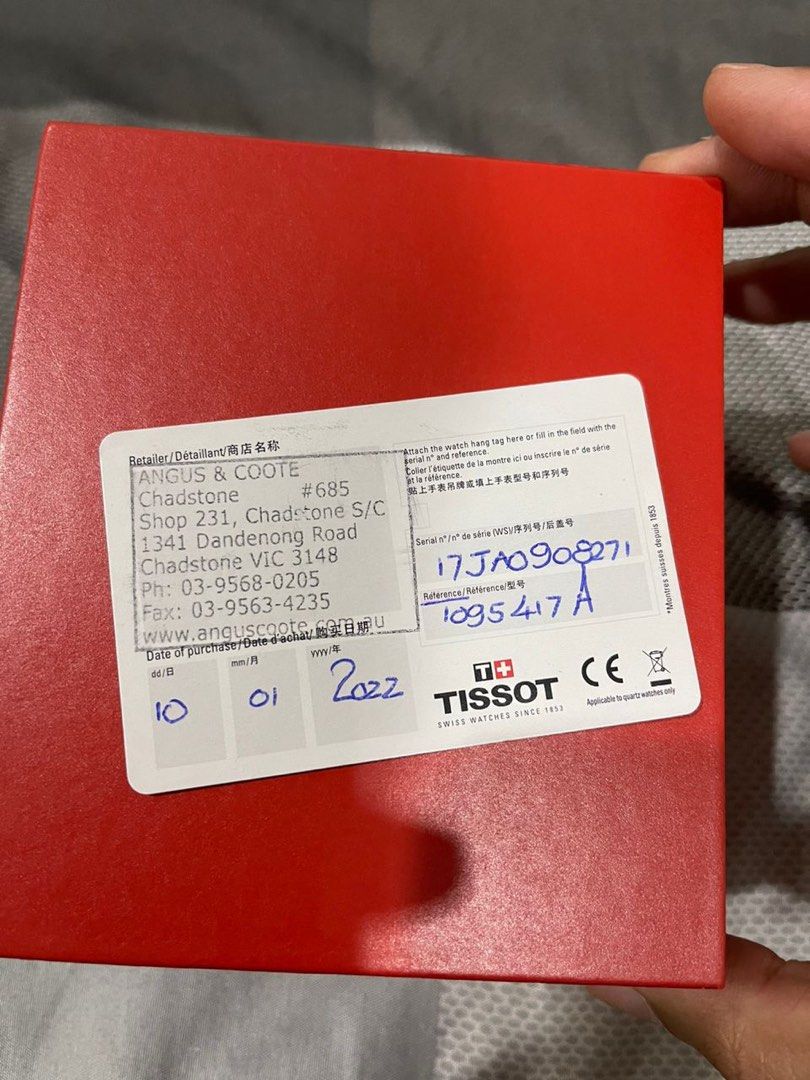 Retailer/Détaillant/商店名称
ANGUS & COOTE
Chadstone #685
Shop 231, Chadstone S/C
1341 Dandenong Road
Chadstone VIC 3148
Ph: 03-9568-0205
Fax: 03-9563-4235
www.anguscoote.com.au
Date of purchase/Date d'achat/购买日期
dd/日 mm/月 yyyy/年
10 01 2022
Attach the watch hang tag here or fill in the field with the
serial n° and reference.
Coller l'étiquette de la montre ici ou inscrire le n° de série
et la référence.
贴上手表吊牌或填上手表型号和序列号
Serial n°/n° de série (WS)/序列号/后盖号
17JA0908271
Reference/Référence/型号
1095417A
T+
TISSOT
SWISS WATCHES SINCE 1853
CE
Applicable to quartz watches only
*Montres suisses depuis 1853